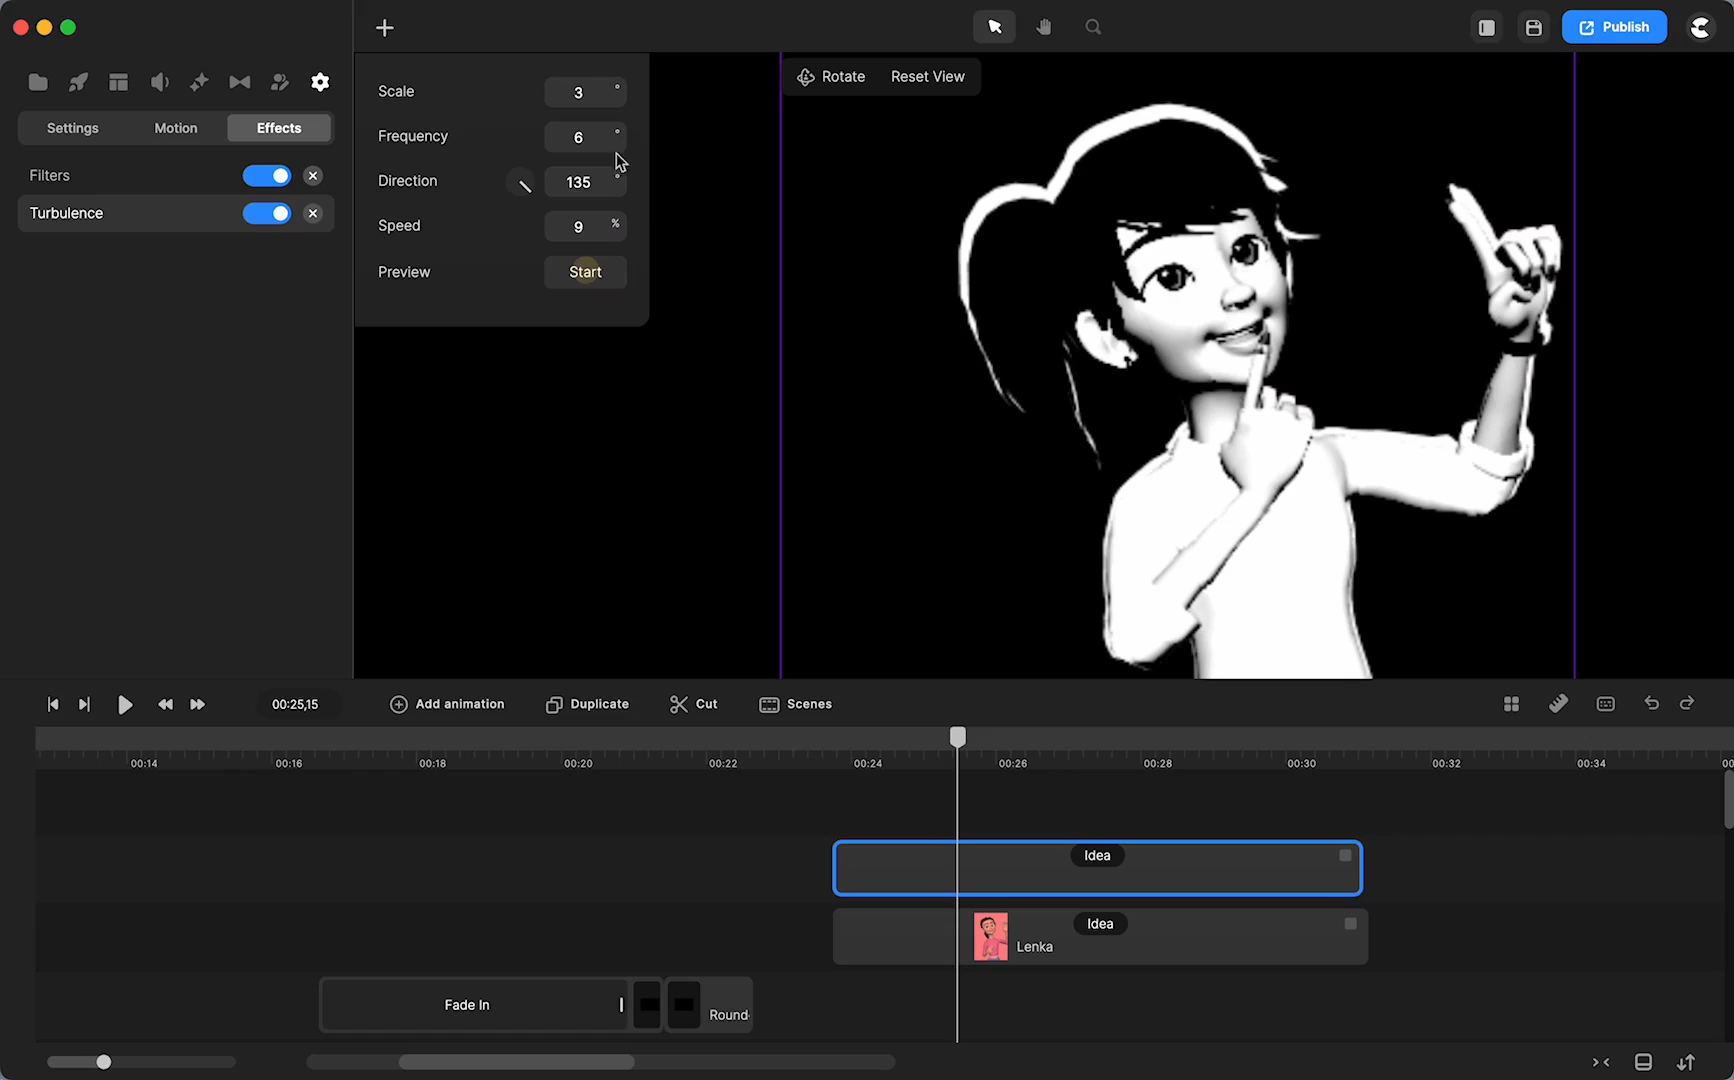 Publish
Settings
Motion
Effects
Filters
Turbulence
Scale
3 °
Frequency
6 °
Direction
135 °
Speed
9 %
Preview
Start
Rotate
Reset View
00:25,15
Add animation
Duplicate
Cut
Scenes
00:14
00:16
00:18
00:20
00:22
00:24
00:26
00:28
00:30
00:32
00:34
00
Idea
Idea
Lenka
Fade In
Round-